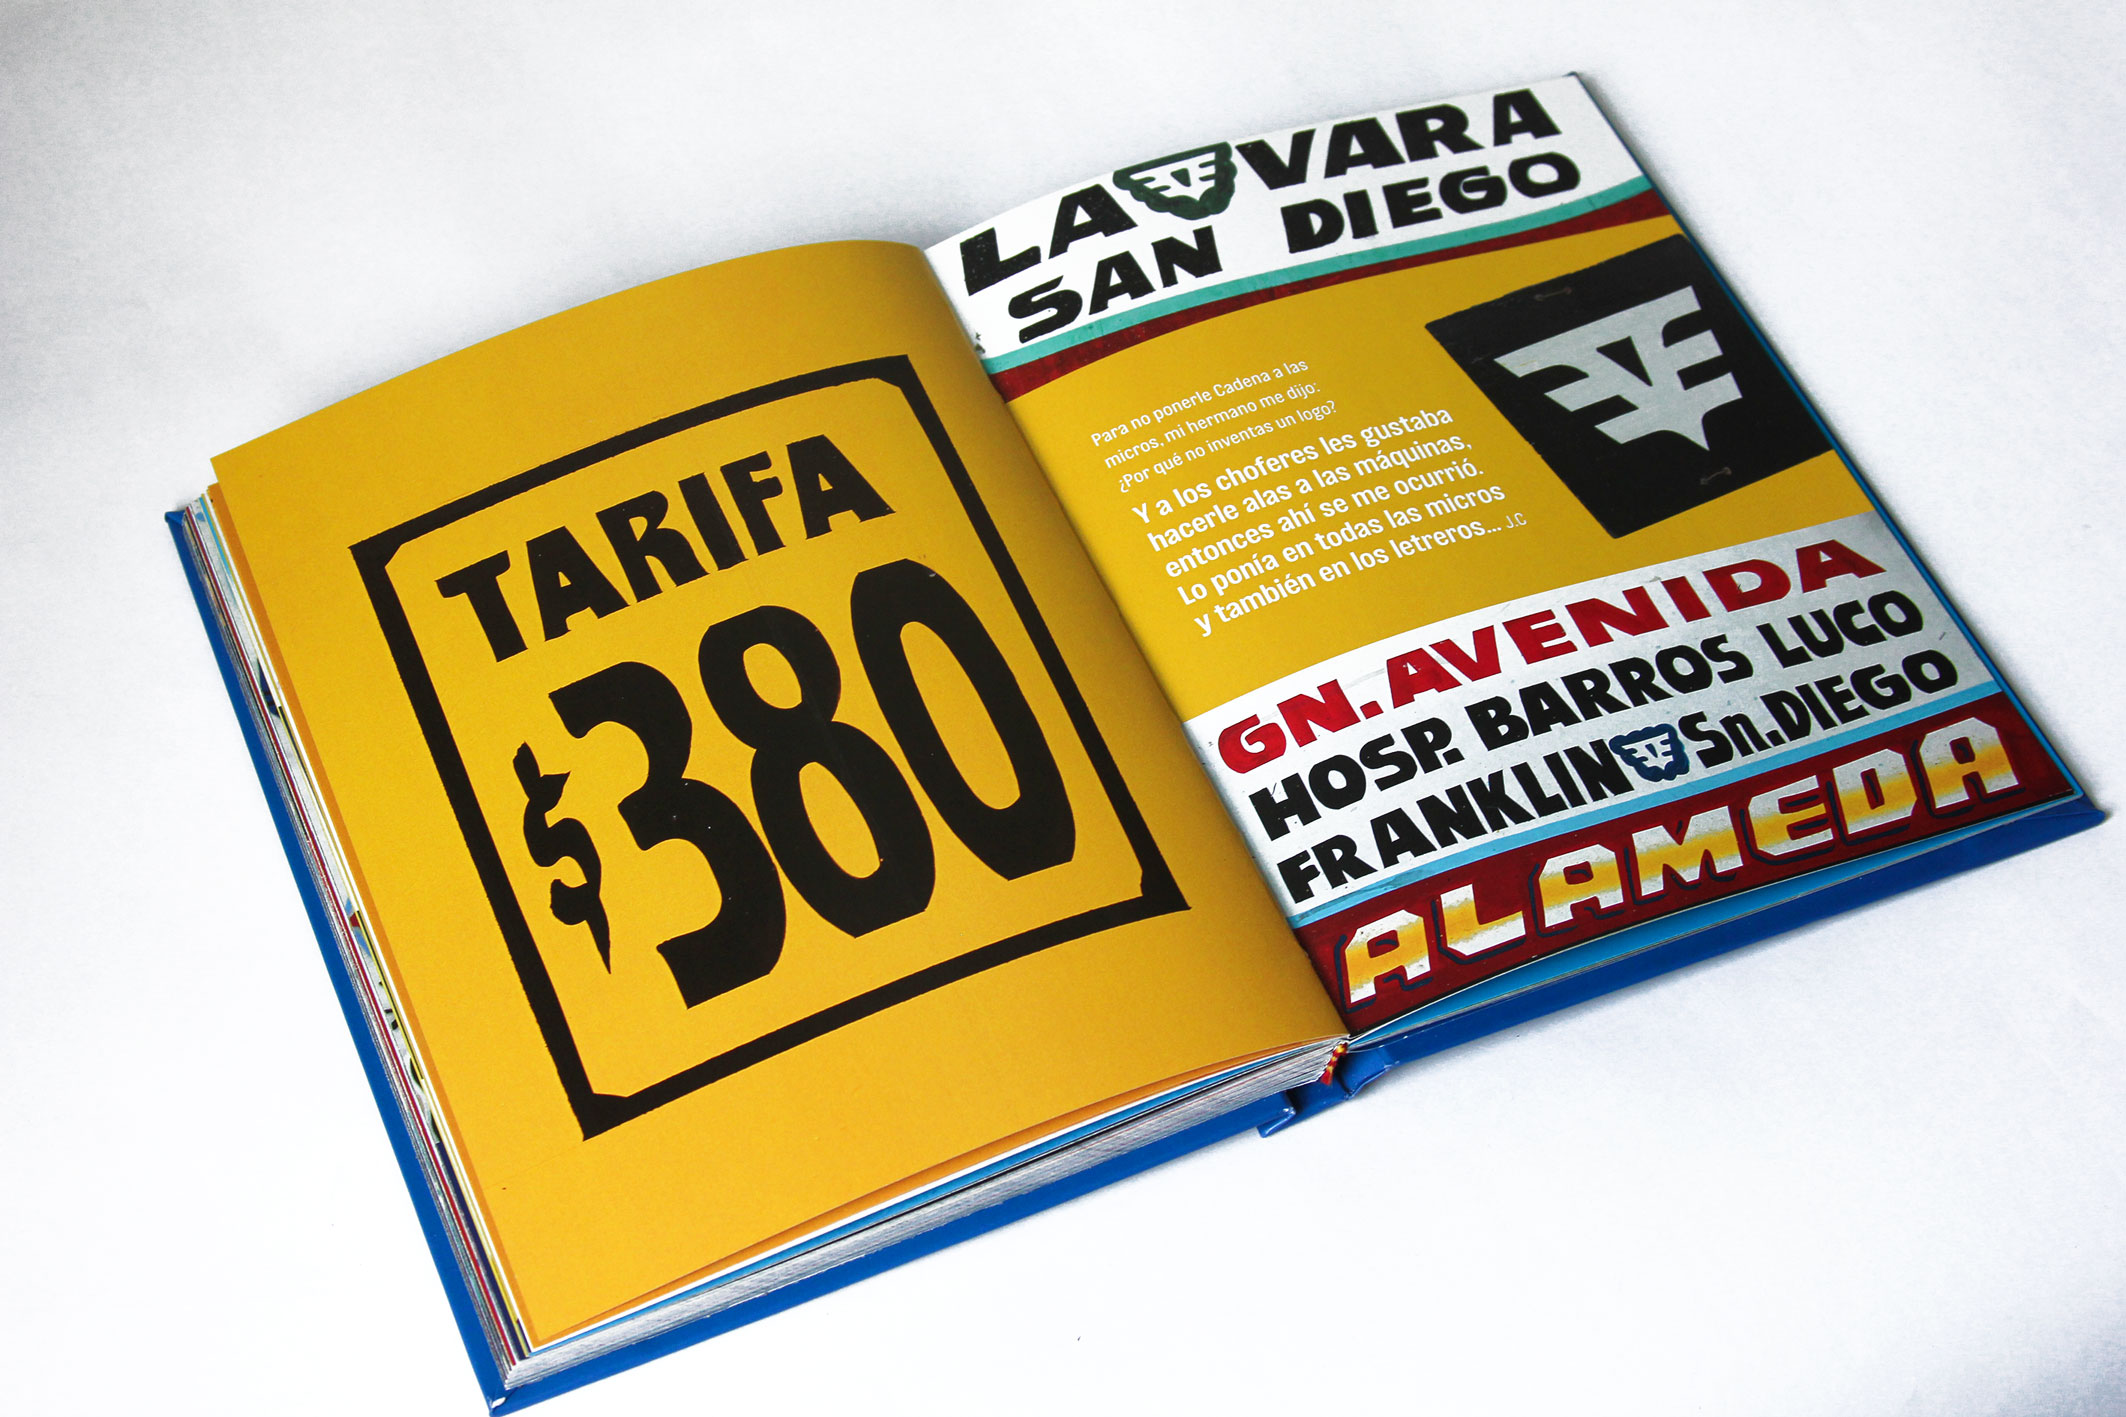 TARIFA
$380
LA VARA
SAN DIEGO
Para no ponerle Cadena a las
micros, mi hermano me dijo:
¿Por qué no inventas un logo?
Y a los choferes les gustaba
hacerle alas a las máquinas,
entonces ahí se me ocurrió.
Lo ponía en todas las micros
y también en los letreros... J.C
GN. AVENIDA
HOSP. BARROS LUCO
FRANKLIN Sn. DIEGO
ALAMEDA